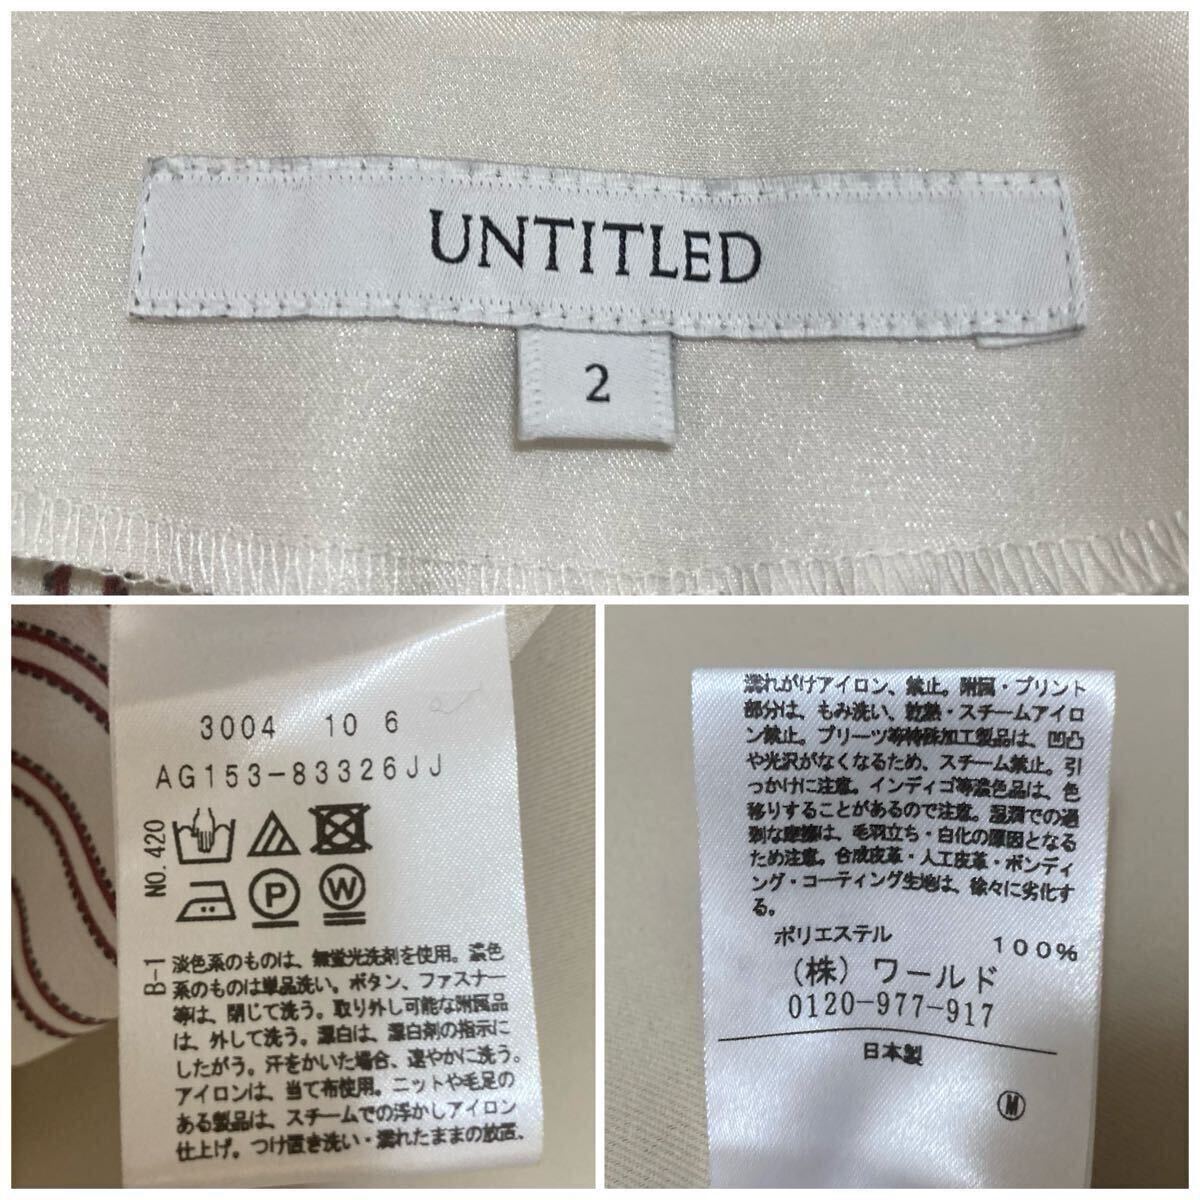 UNTITLED
2
3004 10 6
AG153-83326JJ
NO.420
P
W
B-1
淡色系のものは、無蛍光洗剤を使用。濃色
系のものは単品洗い。ボタン、ファスナー
等は、閉じて洗う。取り外し可能な附属品
は、外して洗う。漂白は、漂白剤の指示に
したがう。汗をかいた場合、速やかに洗う。
アイロンは、当て布使用。ニットや毛足の
ある製品は、スチームでの浮かしアイロン
仕上げ。つけ置き洗い・濡れたままの放置、
濡れがけアイロン、禁止。附属・プリント
部分は、もみ洗い、乾熱・スチームアイロ
ン禁止。プリーツ等特殊加工製品は、凹凸
や光沢がなくなるため、スチーム禁止。引
っかけに注意。インディゴ等濃色品は、色
移りすることがあるので注意。湿潤での過
剰な摩擦は、毛羽立ち・白化の原因となる
ため注意。合成皮革・人工皮革・ボンディ
ング・コーティング生地は、徐々に劣化す
る。
ポリエステル 100%
(株)ワールド
0120-977-917
日本製
M